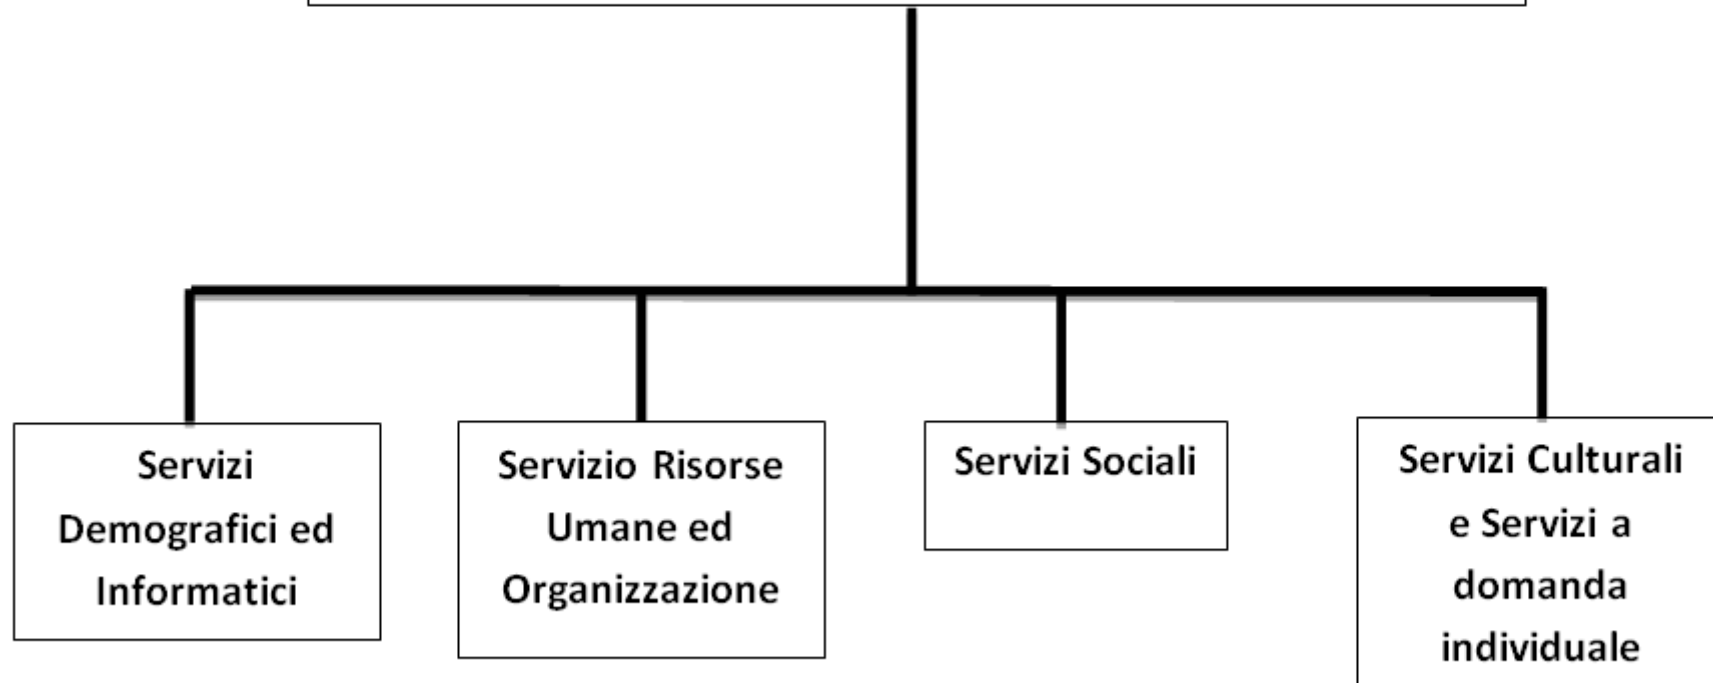 Servizi
Demografici ed
Informatici
Servizio Risorse
Umane ed
Organizzazione
Servizi Sociali
Servizi Culturali
e Servizi a
domanda
individuale